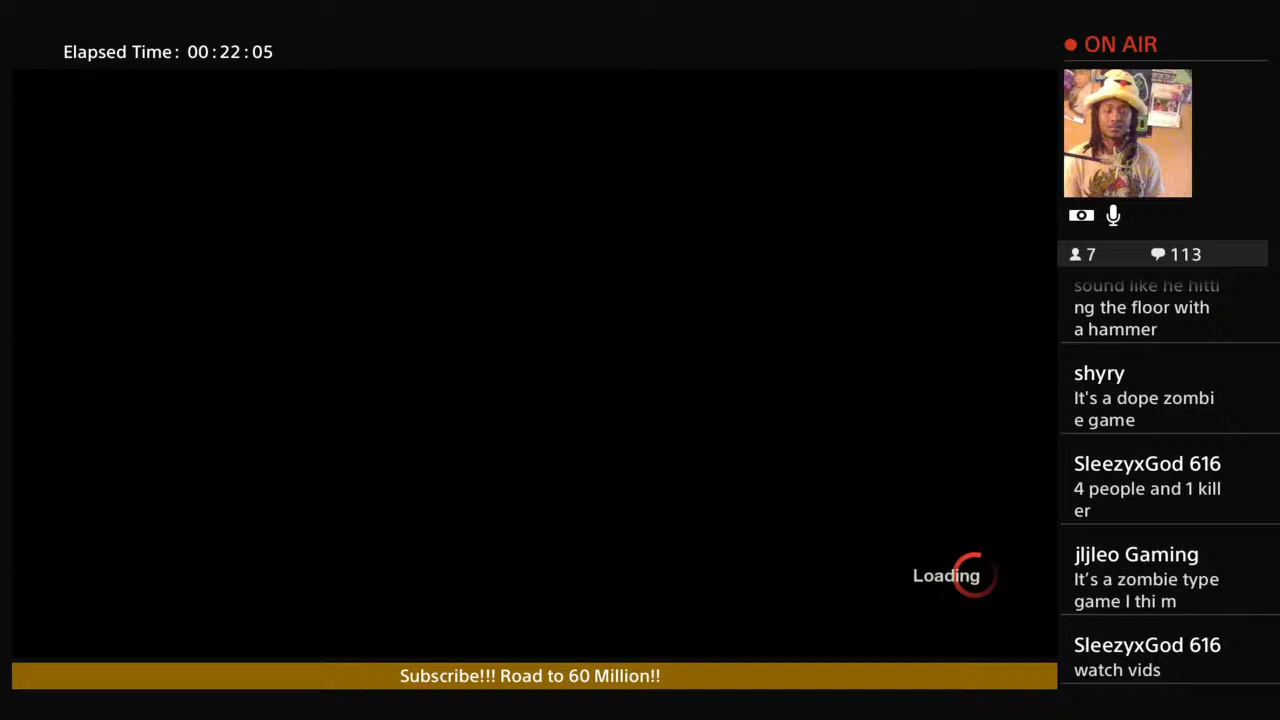 Elapsed Time: 00:22:05
ON AIR
7 113
sound like he hitti
ng the floor with
a hammer
shyry
It's a dope zombi
e game
SleezyxGod 616
4 people and 1 kill
er
jljleo Gaming
It’s a zombie type
game I thi m
SleezyxGod 616
watch vids
Loading
Subscribe!!! Road to 60 Million!!